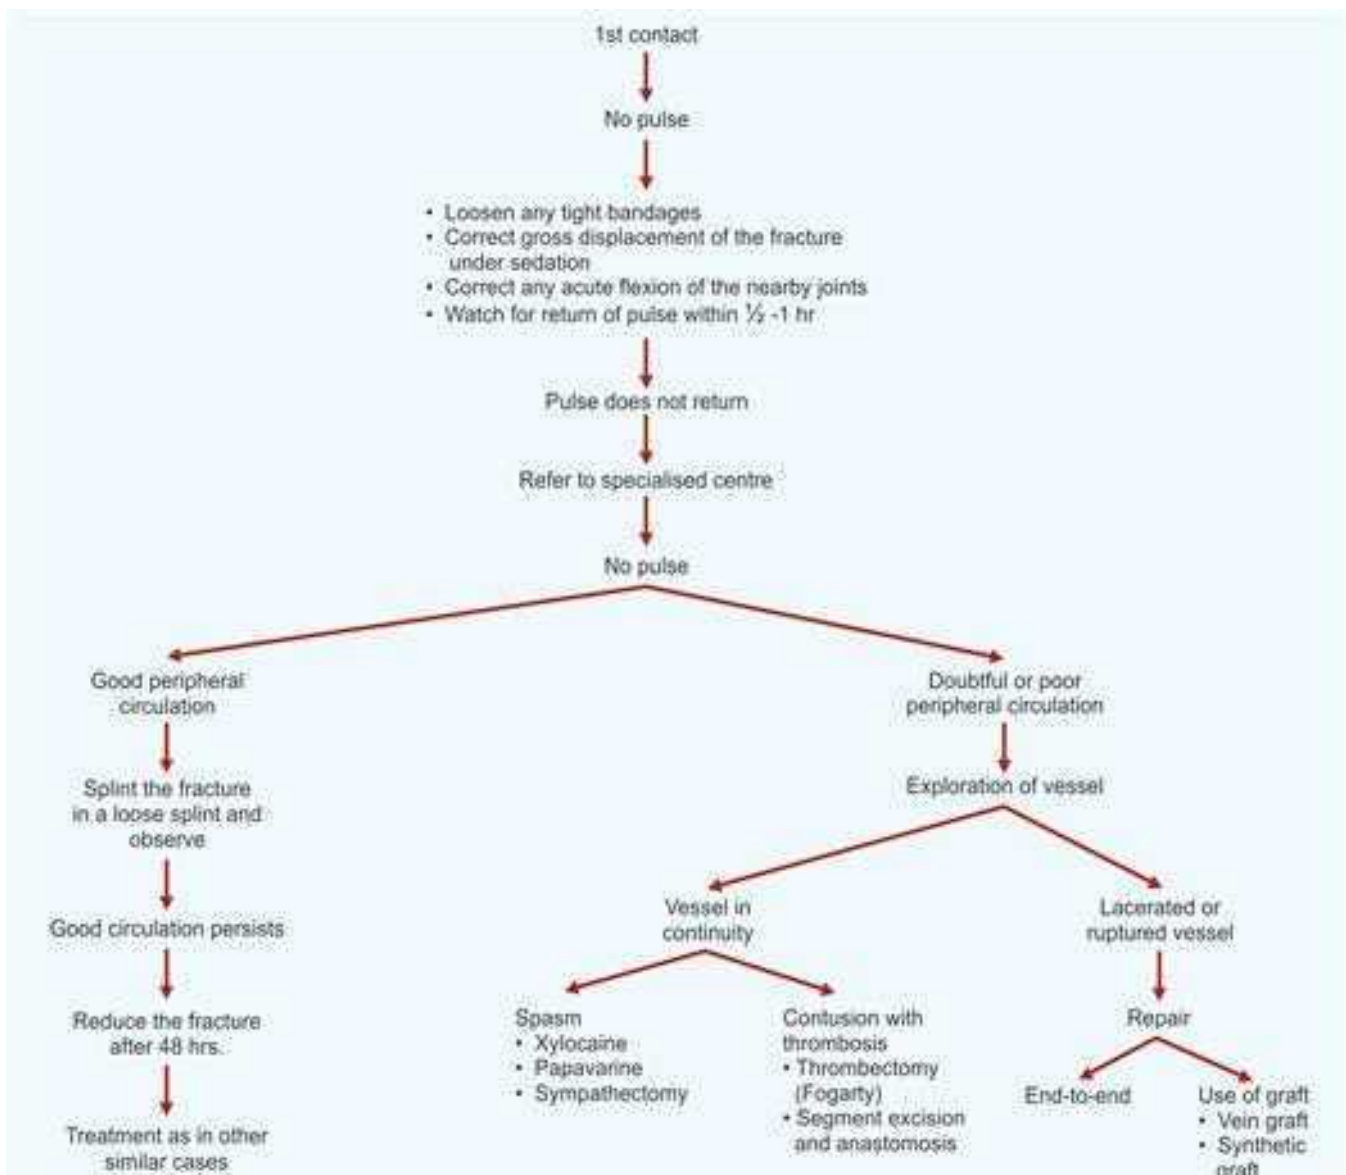 1st contact
No pulse
• Loosen any tight bandages
• Correct gross displacement of the fracture
under sedation
• Correct any acute flexion of the nearby joints
• Watch for return of pulse within ½ -1 hr
Pulse does not return
Refer to specialised centre
No pulse
Good peripheral
circulation
Splint the fracture
in a loose splint and
observe
Good circulation persists
Reduce the fracture
after 48 hrs.
Treatment as in other
similar cases
Doubtful or poor
peripheral circulation
Exploration of vessel
Vessel in
continuity
Spasm
• Xylocaine
• Papavarine
• Sympathectomy
Contusion with
thrombosis
• Thrombectomy
(Fogarty)
• Segment excision
and anastomosis
Lacerated or
ruptured vessel
Repair
End-to-end
Use of graft
• Vein graft
• Synthetic
graft